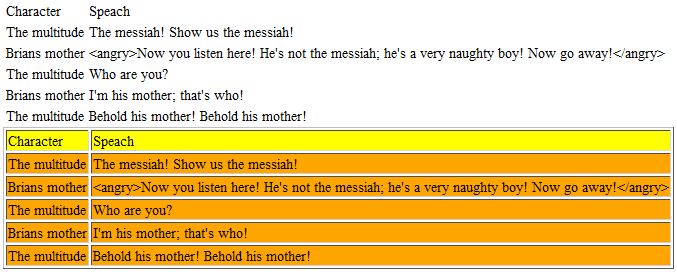 Character Speach
The multitude The messiah! Show us the messiah!
Brians mother <angry>Now you listen here! He's not the messiah; he's a very naughty boy! Now go away!</angry>
The multitude Who are you?
Brians mother I'm his mother; that's who!
The multitude Behold his mother! Behold his mother!
Character Speach
The multitude The messiah! Show us the messiah!
Brians mother <angry>Now you listen here! He's not the messiah; he's a very naughty boy! Now go away!</angry>
The multitude Who are you?
Brians mother I'm his mother; that's who!
The multitude Behold his mother! Behold his mother!